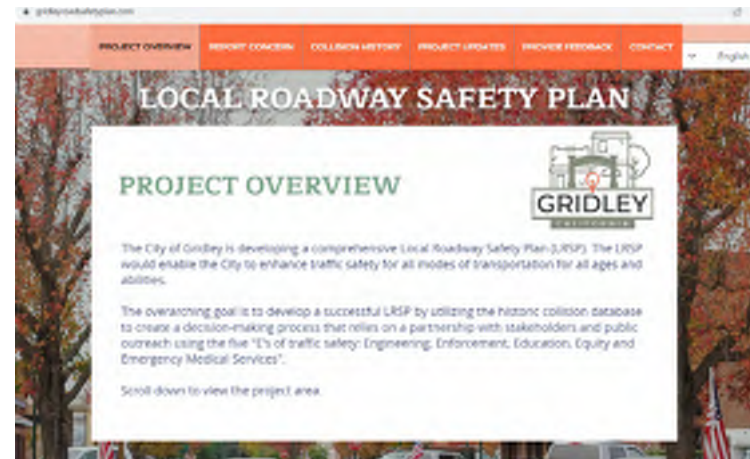 gridleyroadsafetyplan.com
PROJECT OVERVIEW REPORT CONCERN COLLISION HISTORY PROJECT UPDATES PROVIDE FEEDBACK CONTACT English
LOCAL ROADWAY SAFETY PLAN
PROJECT OVERVIEW
GRIDLEY
CALIFORNIA
The City of Gridley is developing a comprehensive Local Roadway Safety Plan (LRSP). The LRSP
would enable the City to enhance traffic safety for all modes of transportation for all ages and
abilities.
The overarching goal is to develop a successful LRSP by utilizing the historic collision database
to create a decision-making process that relies on a partnership with stakeholders and public
outreach using the five "E's of traffic safety: Engineering, Enforcement, Education, Equity and
Emergency Medical Services".
Scroll down to view the project area.